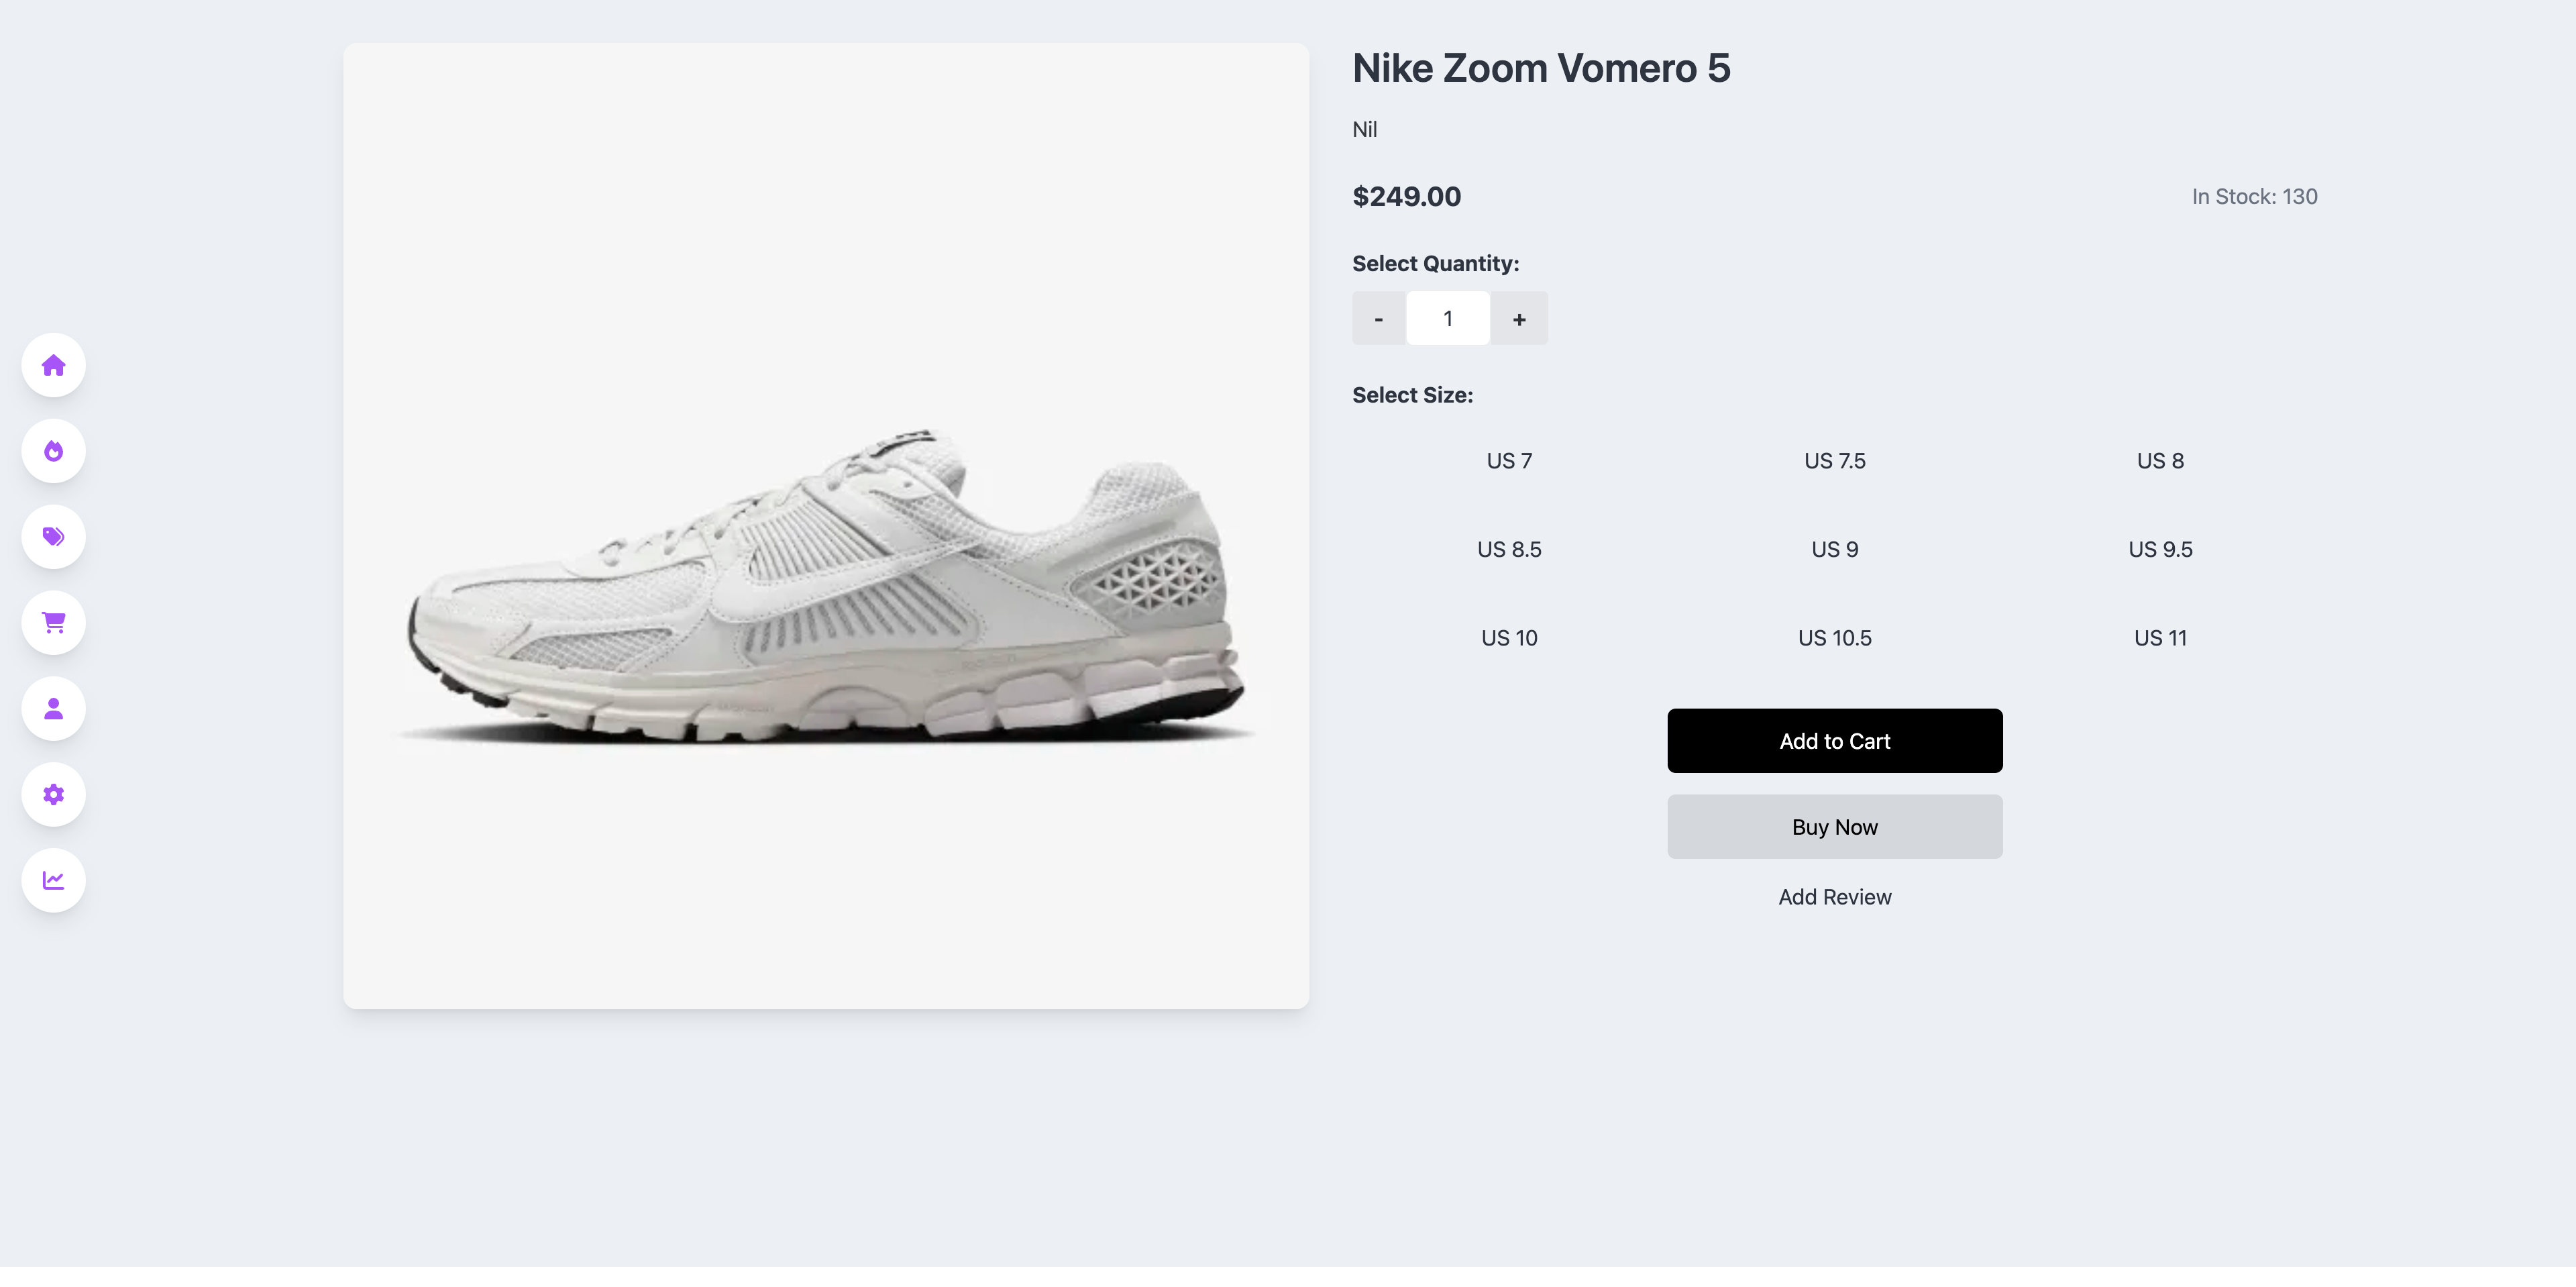 Nike Zoom Vomero 5
Nil
$249.00 In Stock: 130
Select Quantity:
- 1 +
Select Size:
US 7 US 7.5 US 8
US 8.5 US 9 US 9.5
US 10 US 10.5 US 11
Add to Cart
Buy Now
Add Review